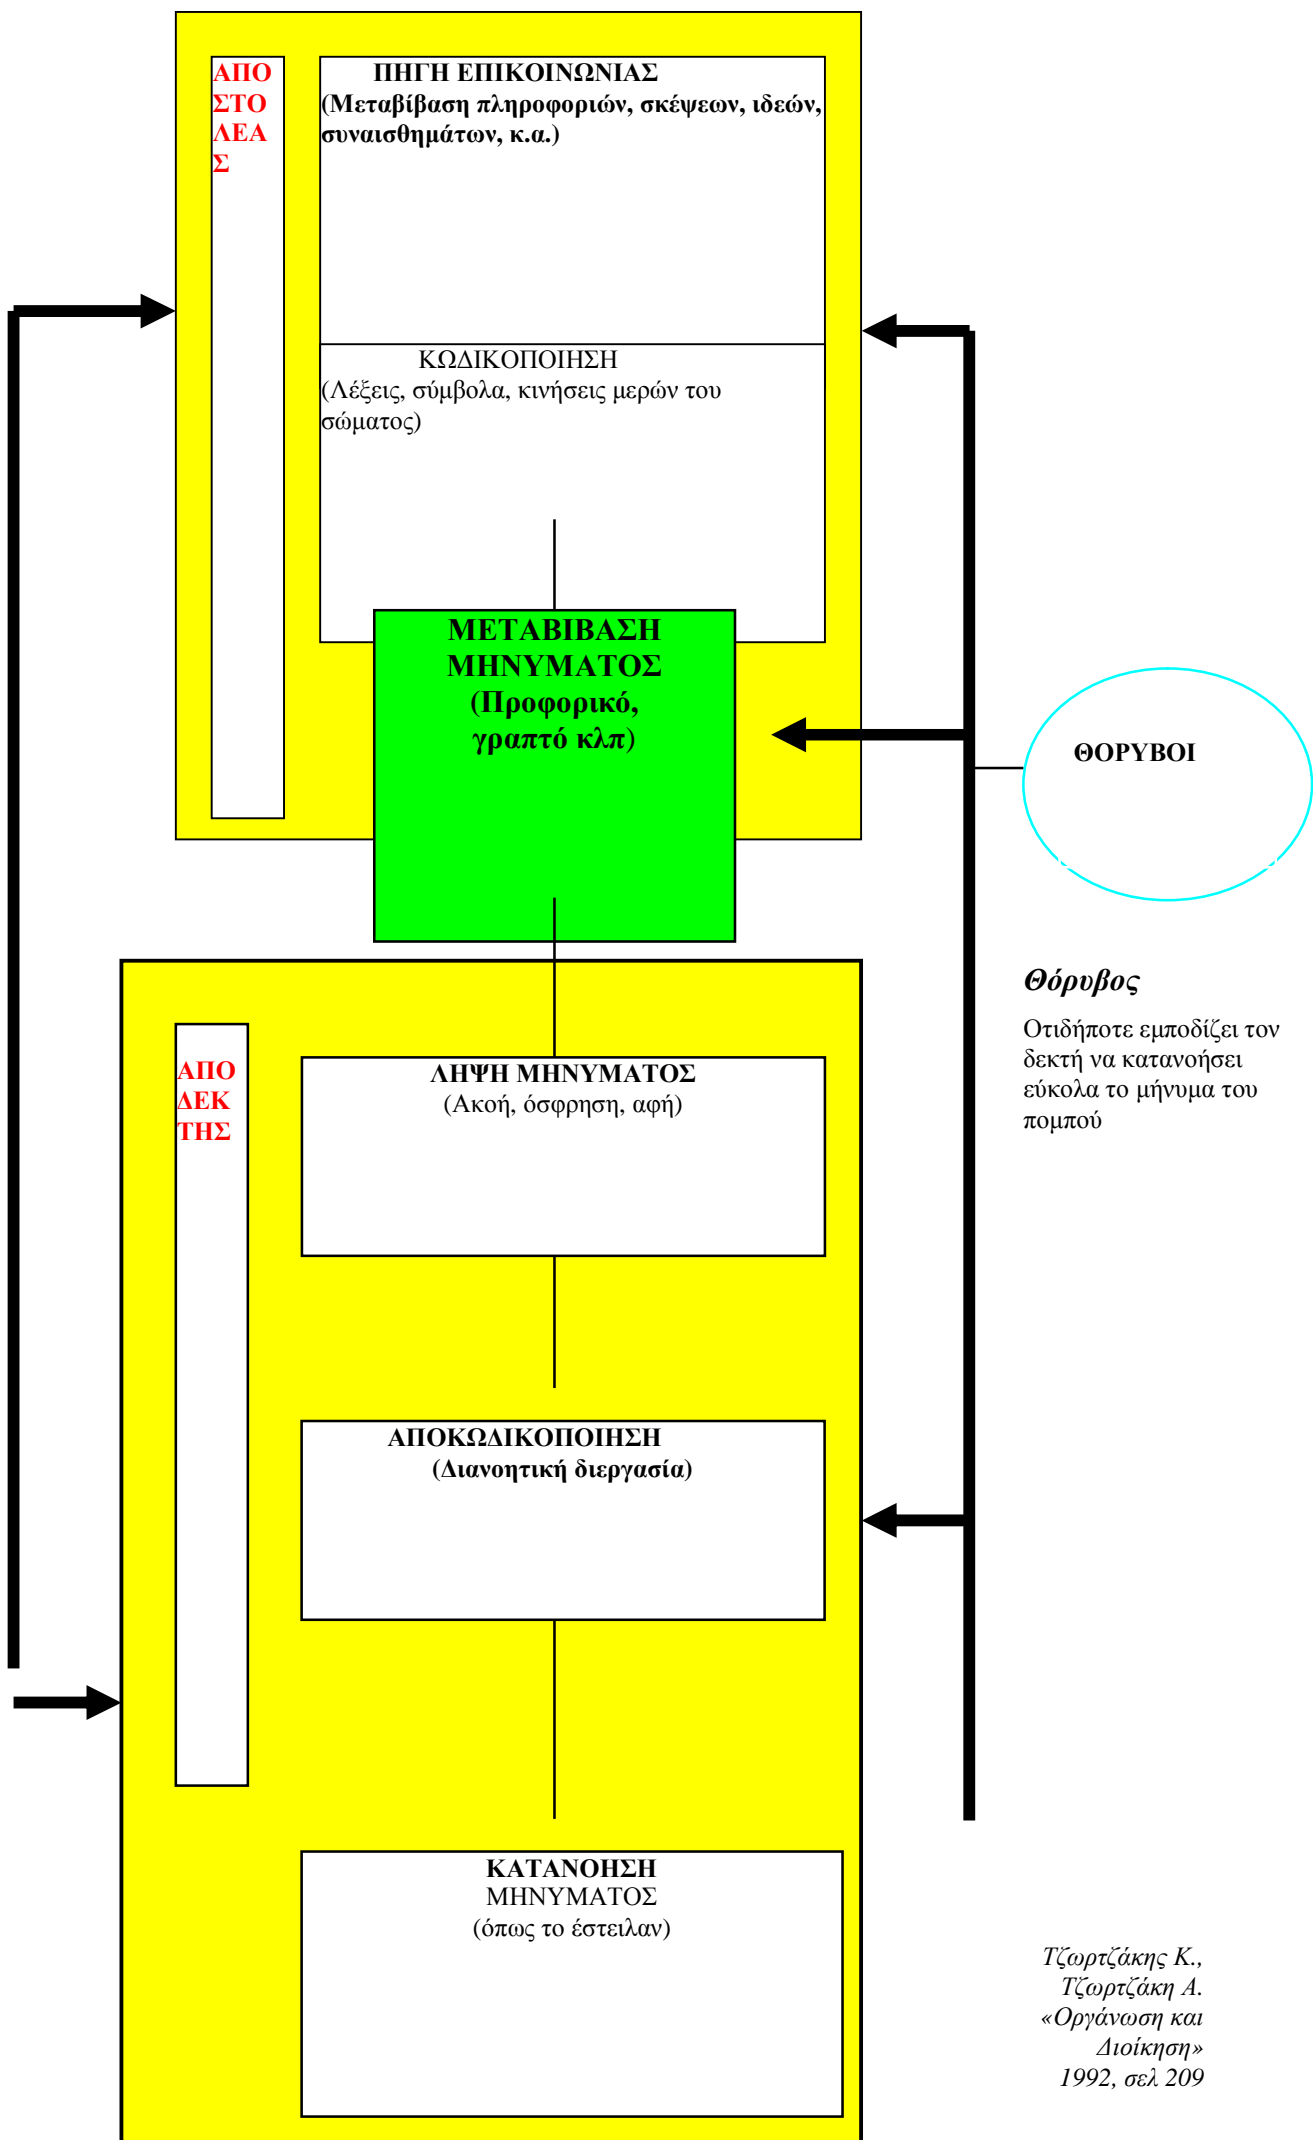 ΑΠΟ
ΣΤΟ
ΛΕΑ
Σ
ΠΗΓΗ ΕΠΙΚΟΙΝΩΝΙΑΣ
(Μεταβίβαση πληροφοριών, σκέψεων, ιδεών,
συναισθημάτων, κ.α.)
ΚΩΔΙΚΟΠΟΙΗΣΗ
(Λέξεις, σύμβολα, κινήσεις μερών του
σώματος)
ΜΕΤΑΒΙΒΑΣΗ
ΜΗΝΥΜΑΤΟΣ
(Προφορικό,
γραπτό κλπ)
ΘΟΡΥΒΟΙ
Θόρυβος
Οτιδήποτε εμποδίζει τον
δεκτή να κατανοήσει
εύκολα το μήνυμα του
πομπού
ΑΠΟ
ΔΕΚ
ΤΗΣ
ΛΗΨΗ ΜΗΝΥΜΑΤΟΣ
(Ακοή, όσφρηση, αφή)
ΑΠΟΚΩΔΙΚΟΠΟΙΗΣΗ
(Διανοητική διεργασία)
ΚΑΤΑΝΟΗΣΗ
ΜΗΝΥΜΑΤΟΣ
(όπως το έστειλαν)
Τζωρτζάκης Κ.,
Τζωρτζάκη Α.
«Οργάνωση και
Διοίκηση»
1992, σελ 209